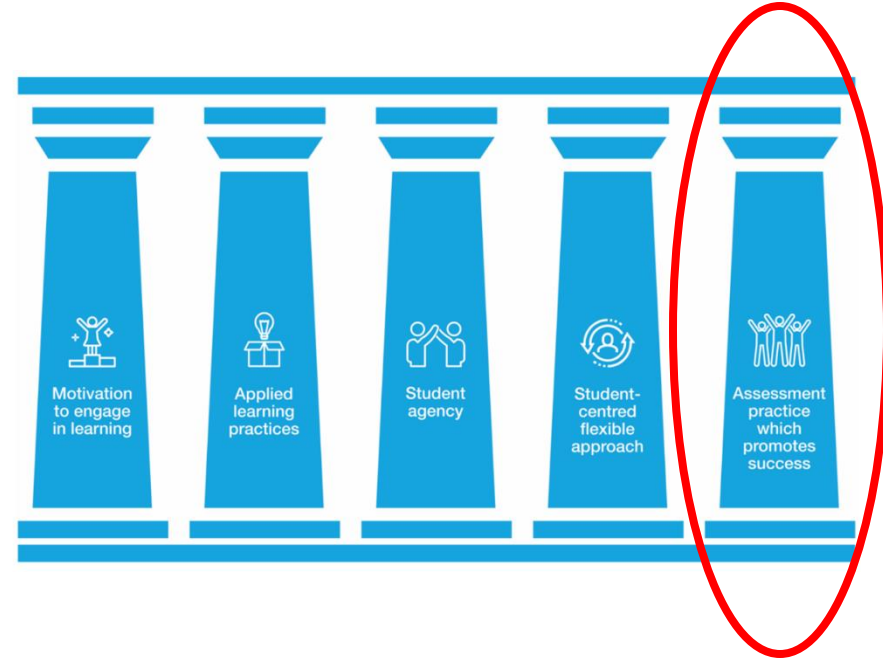 Motivation
to engage
in learning
Applied
learning
practices
Student
agency
Student-
centred
flexible
approach
Assessment
practice
which
promotes
success